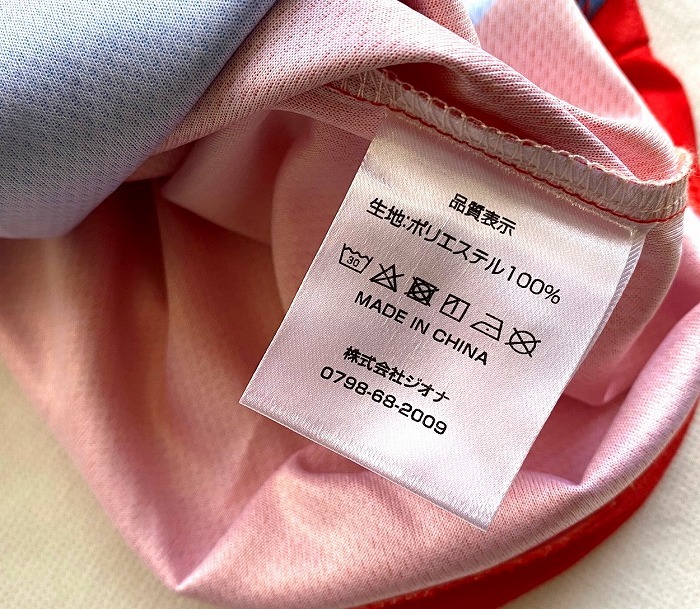 品質表示
生地:ポリエステル100%
30
MADE IN CHINA
株式会社ジオナ
0798-68-2009